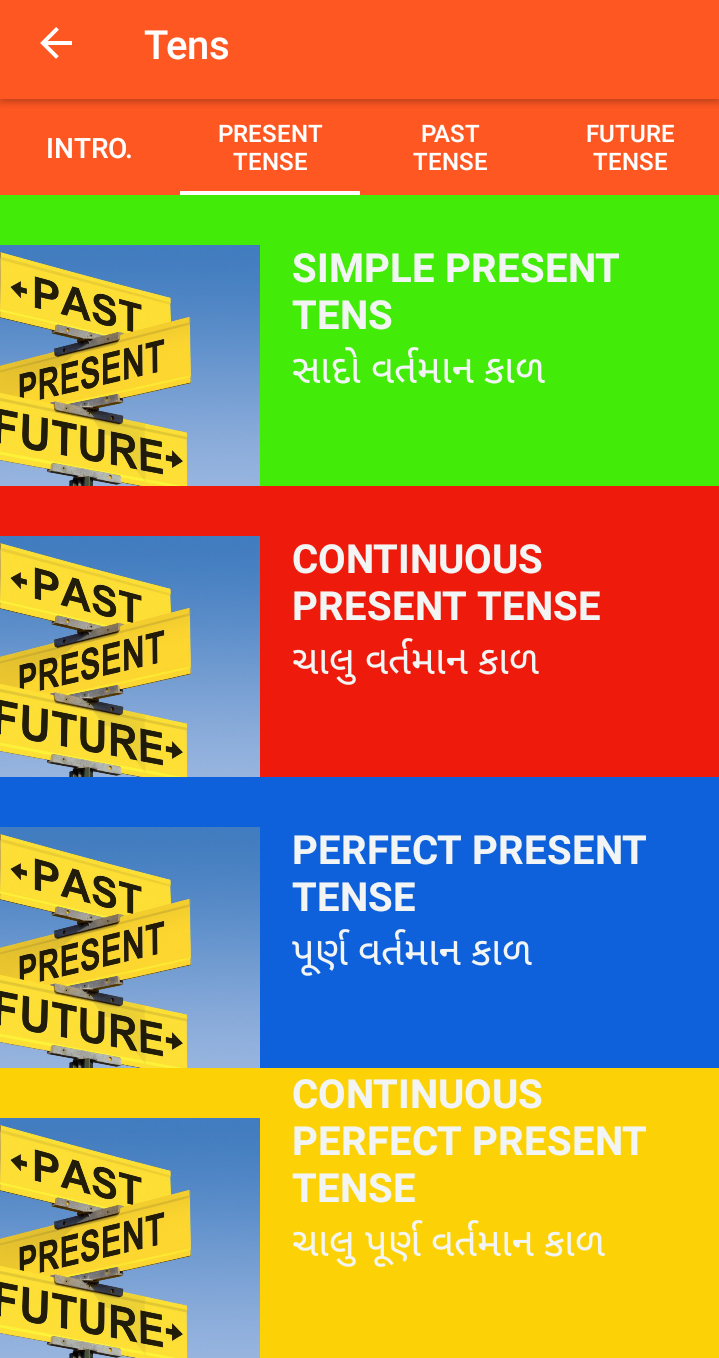 Tens
INTRO.
PRESENT
TENSE
PAST
TENSE
FUTURE
TENSE
PAST
PRESENT
FUTURE
SIMPLE PRESENT
TENS
સાદો વર્તમાન કાળ
PAST
PRESENT
FUTURE
CONTINUOUS
PRESENT TENSE
ચાલુ વર્તમાન કાળ
PAST
PRESENT
FUTURE
PERFECT PRESENT
TENSE
પૂર્ણ વર્તમાન કાળ
PAST
PRESENT
FUTURE
CONTINUOUS
PERFECT PRESENT
TENSE
ચાલુ પૂર્ણ વર્તમાન કાળ